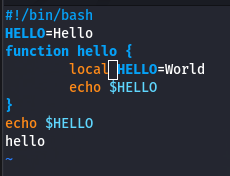 #!/bin/bash
HELLO=Hello
function hello {
        local HELLO=World
        echo $HELLO
}
echo $HELLO
hello
~